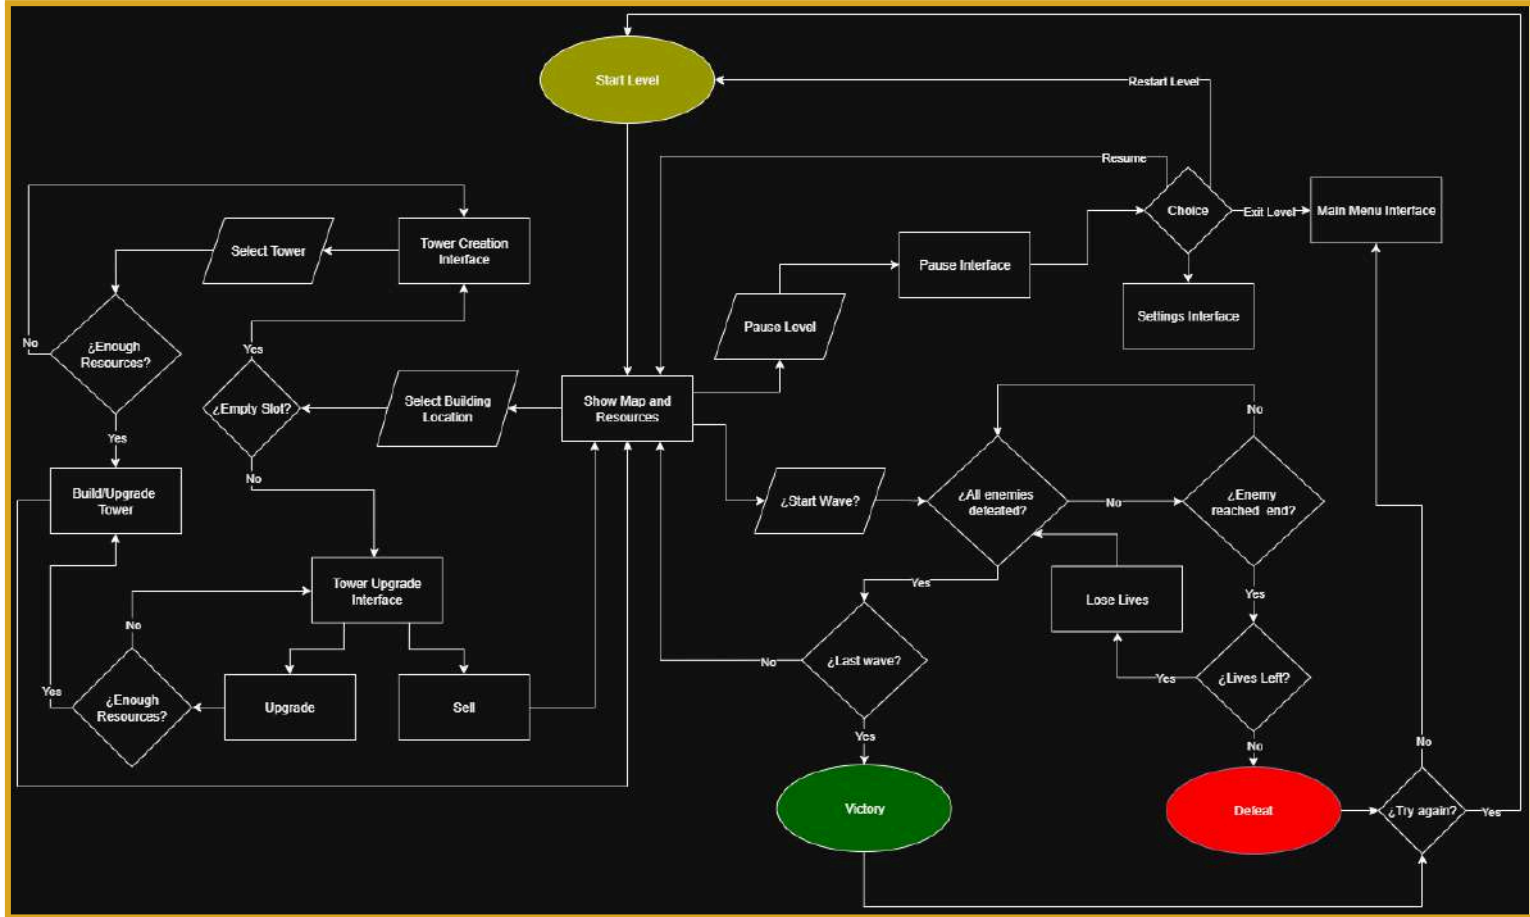 Start Level
Restart Level
Resume
Choice
Exit Level
Main Menu Interface
Select Tower
Tower Creation
Interface
Pause Interface
Settings Interface
Pause Level
No
¿Enough
Resources?
Yes
¿Empty Slot?
Select Building
Location
Show Map and
Resources
No
Yes
No
Build/Upgrade
Tower
¿Start Wave?
¿All enemies
defeated?
No
¿Enemy
reached end?
Tower Upgrade
Interface
Yes
Lose Lives
Yes
No
¿Last wave?
No
Yes
¿Lives Left?
Yes
¿Enough
Resources?
Upgrade
Sell
Yes
No
No
Victory
Defeat
¿Try again?
Yes